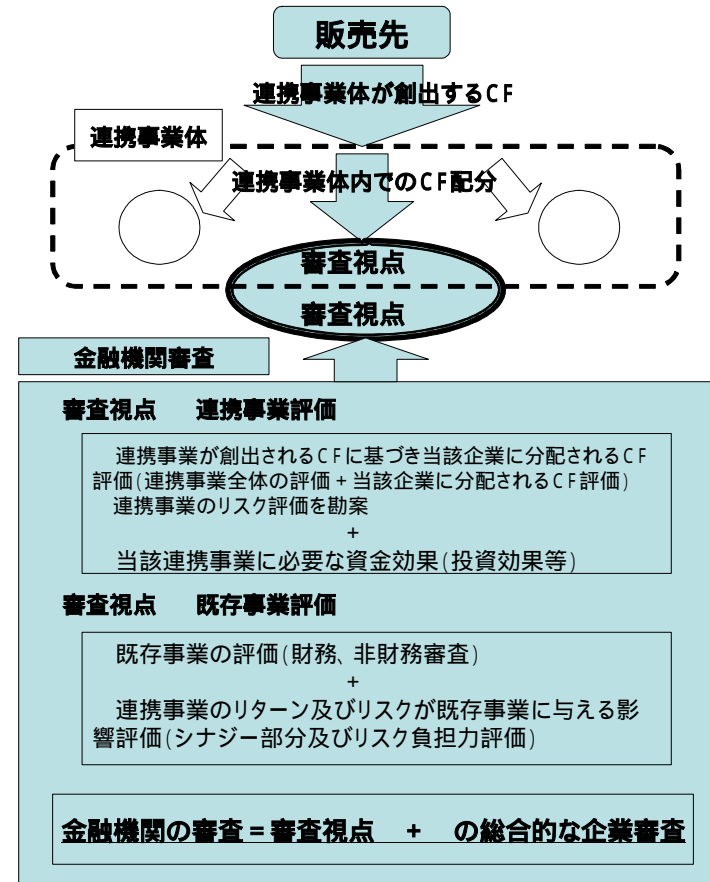 販売先
連携事業体が創出するCF
連携事業体
連携事業体内でのCF配分
審査視点
審査視点
金融機関審査
審査視点　連携事業評価
連携事業が創出されるCFに基づき当該企業に分配されるCF
評価(連携事業全体の評価+当該企業に分配されるCF評価)
連携事業のリスク評価を勘案
+
当該連携事業に必要な資金効果(投資効果等)
審査視点　既存事業評価
既存事業の評価(財務、非財務審査)
+
連携事業のリターン及びリスクが既存事業に与える影
響評価(シナジー部分及びリスク負担力評価)
金融機関の審査=審査視点　+　の総合的な企業審査